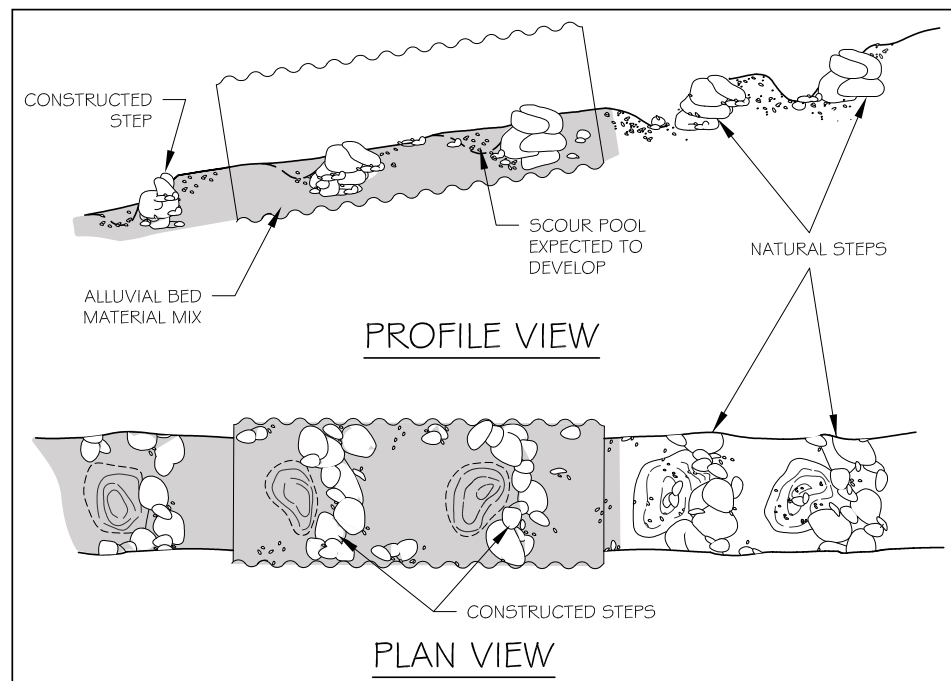 CONSTRUCTED
STEP
SCOUR POOL
EXPECTED TO
DEVELOP
NATURAL STEPS
ALLUVIAL BED
MATERIAL MIX
PROFILE VIEW
CONSTRUCTED STEPS
PLAN VIEW